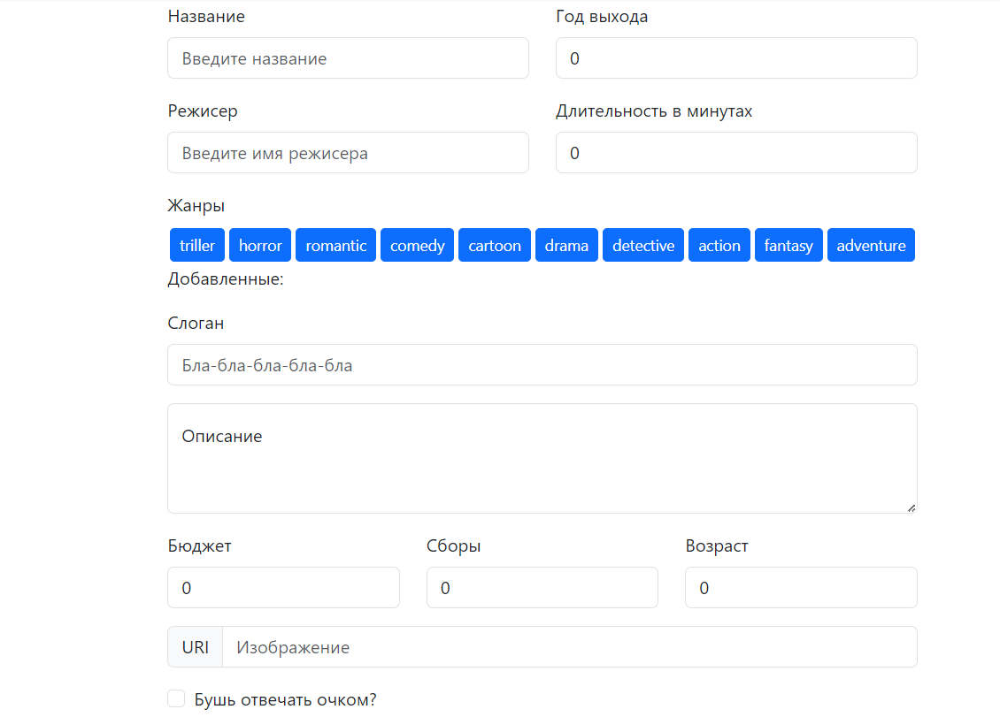 Название Год выхода
Введите название 0
Режисер Длительность в минутах
Введите имя режисера 0
Жанры
triller horror romantic comedy cartoon drama detective action fantasy adventure
Добавленные:
Слоган
Бла-бла-бла-бла-бла
Описание
Бюджет Сборы Возраст
0 0 0
URI Изображение
Бушь отвечать очком?